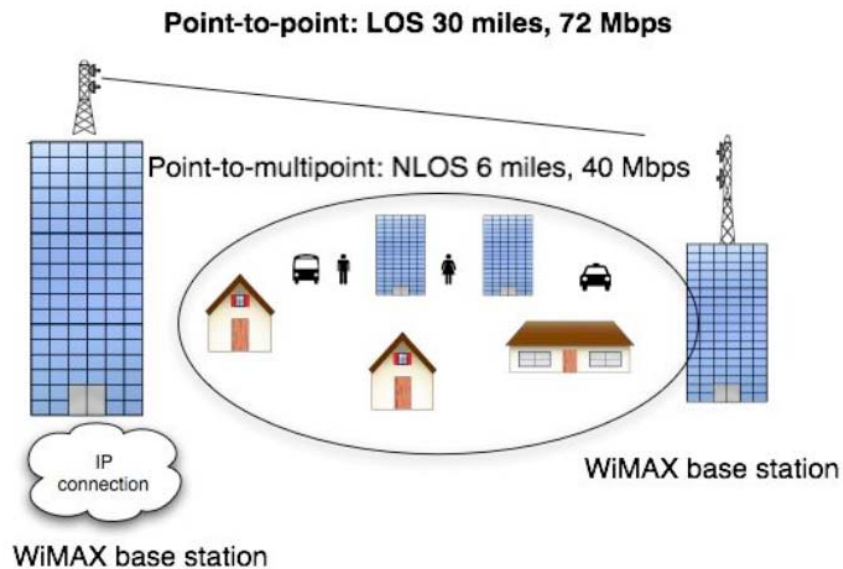 Point-to-point: LOS 30 miles, 72 Mbps
Point-to-multipoint: NLOS 6 miles, 40 Mbps
IP
connection
WiMAX base station
WiMAX base station